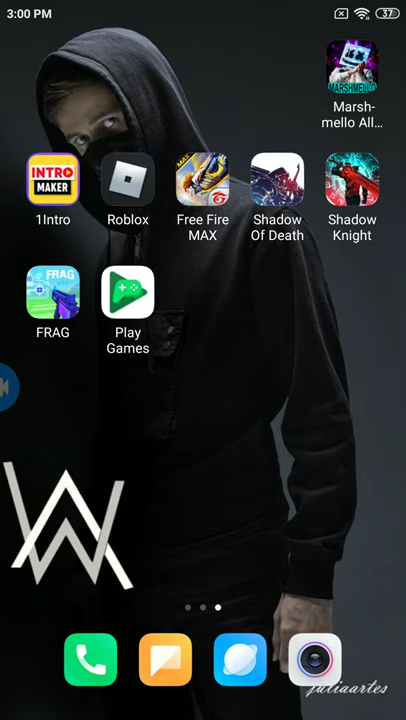 3:00 PM
37
MARSHMELLO
Marsh-
mello All...
INTRO
MAKER
MAX
FRAG
1Intro
Roblox
Free Fire
MAX
Shadow
Of Death
Shadow
Knight
FRAG
Play
Games
juliaartes